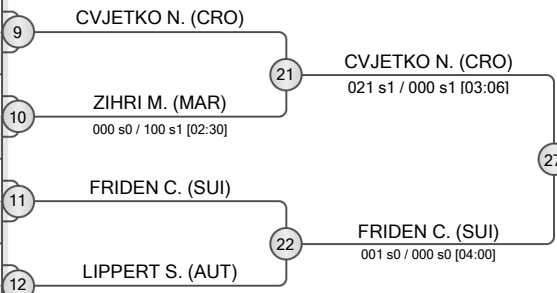 9
CVJETKO N. (CRO)
21
CVJETKO N. (CRO)
021 s1 / 000 s1 [03:06]
10
ZIHRI M. (MAR)
000 s0 / 100 s1 [02:30]
27
11
FRIDEN C. (SUI)
22
FRIDEN C. (SUI)
001 s0 / 000 s0 [04:00]
12
LIPPERT S. (AUT)